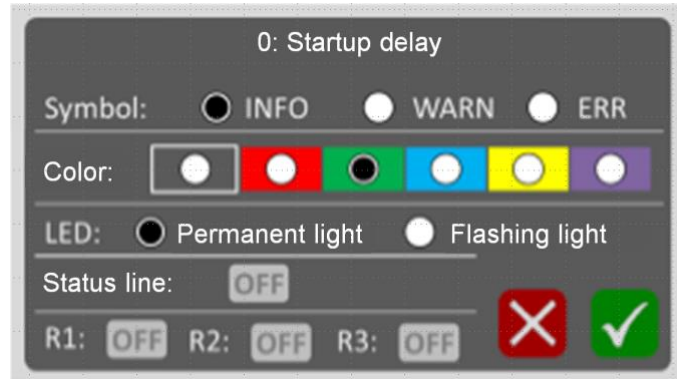 0: Startup delay
Symbol: INFO WARN ERR
Color:
LED: Permanent light Flashing light
Status line: OFF
R1: OFF R2: OFF R3: OFF